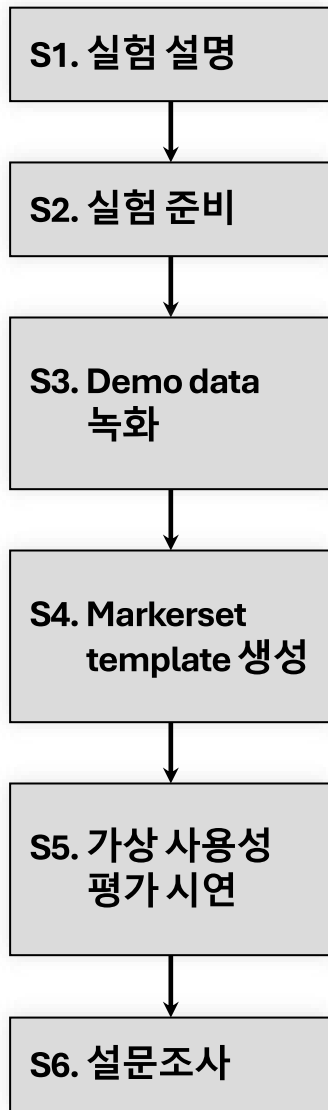 S1. 실험 설명
S2. 실험 준비
S3. Demo data
녹화
S4. Markerset
template 생성
S5. 가상 사용성
평가 시연
S6. 설문조사